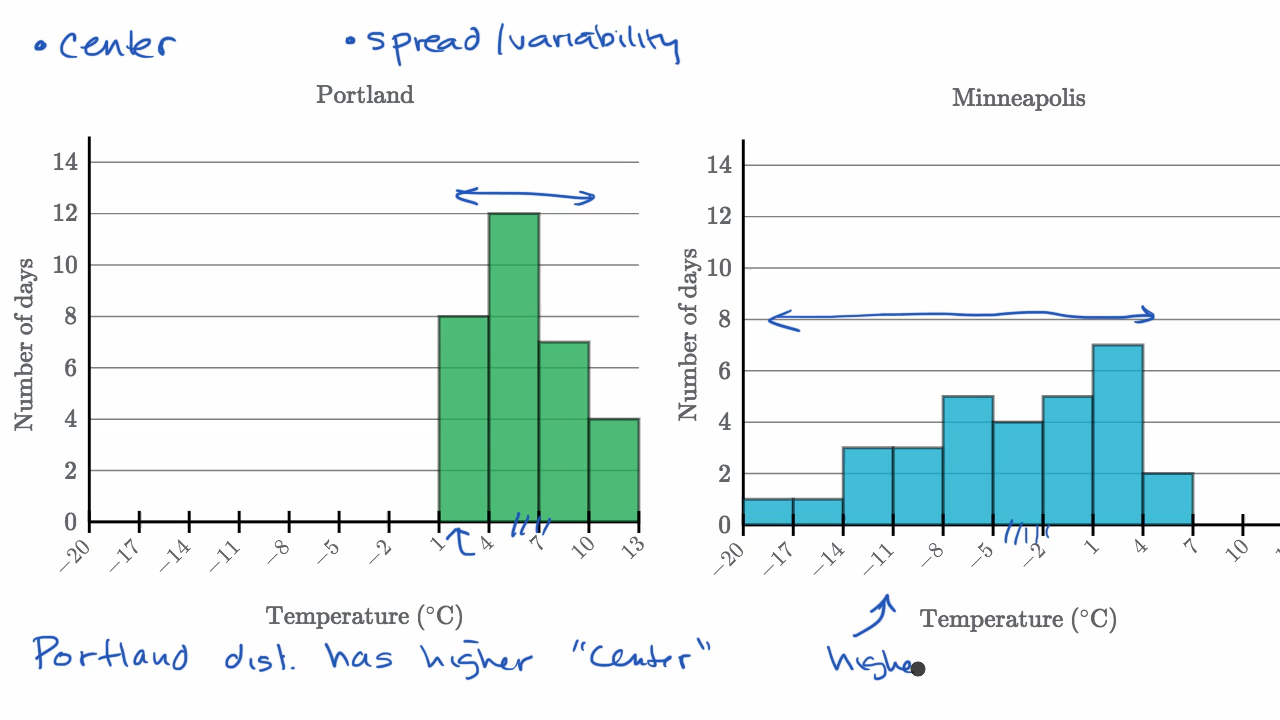 • center • spread/variability
Portland
Minneapolis
Number of days
14
12
10
8
6
4
2
0
-20 -17 -14 -11 -8 -5 -2 1 4 7 10 13
Temperature (°C)
Number of days
14
12
10
8
6
4
2
0
-20 -17 -14 -11 -8 -5 -2 1 4 7 10
Temperature (°C)
Portland dist. has higher "center"
highe